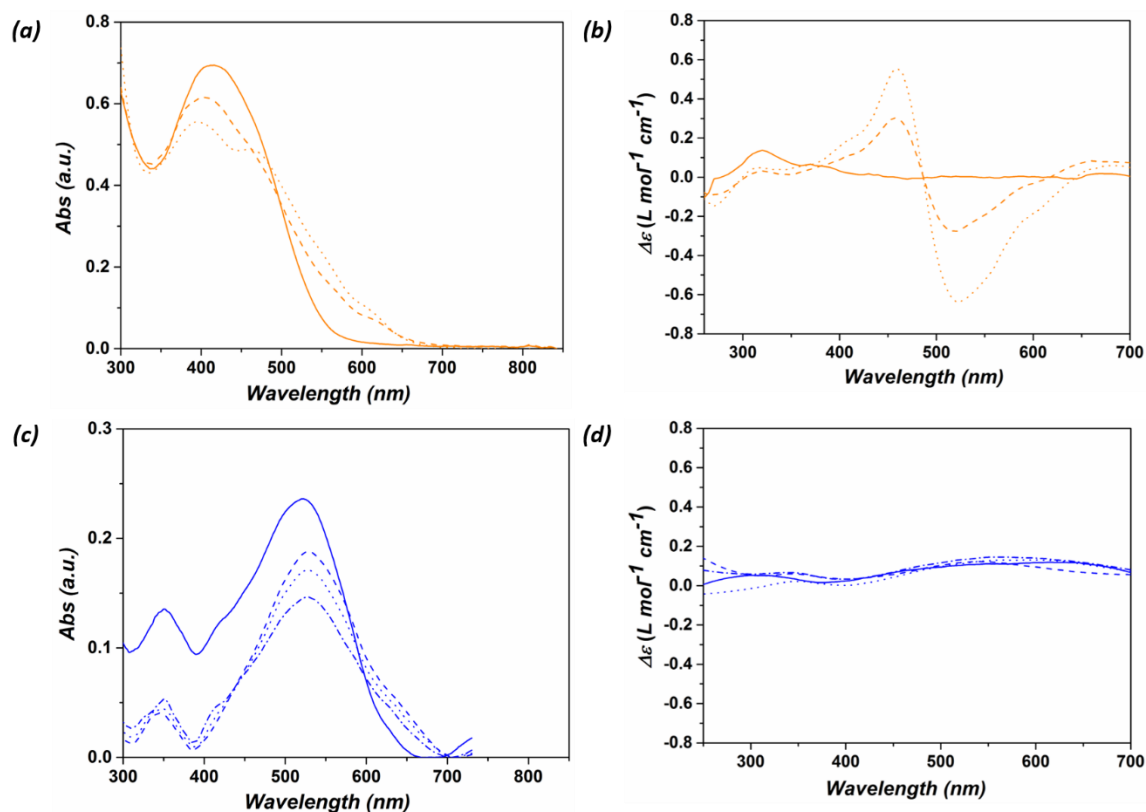 (a)
Abs (a.u.)
0.8
0.6
0.4
0.2
0.0
300 400 500 600 700 800
Wavelength (nm)
(b)
Δε (L mol⁻¹ cm⁻¹)
0.8
0.6
0.4
0.2
0.0
-0.2
-0.4
-0.6
-0.8
300 400 500 600 700
Wavelength (nm)
(c)
Abs (a.u.)
0.3
0.2
0.1
0.0
300 400 500 600 700 800
Wavelength (nm)
(d)
Δε (L mol⁻¹ cm⁻¹)
0.8
0.6
0.4
0.2
0.0
-0.2
-0.4
-0.6
-0.8
300 400 500 600 700
Wavelength (nm)